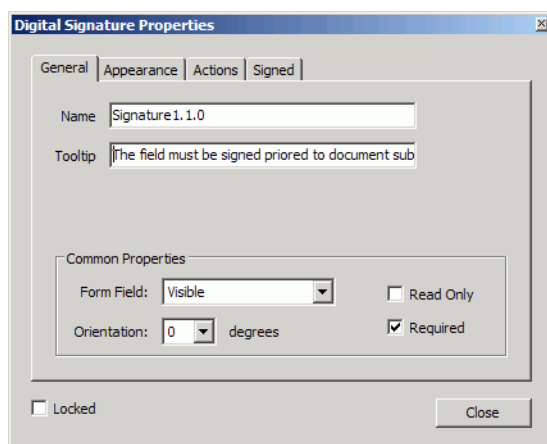 Digital Signature Properties
General Appearance Actions Signed
Name Signature1.1.0
Tooltip The field must be signed priored to document sub
Common Properties
Form Field: Visible Read Only
Orientation: 0 degrees Required
Locked Close